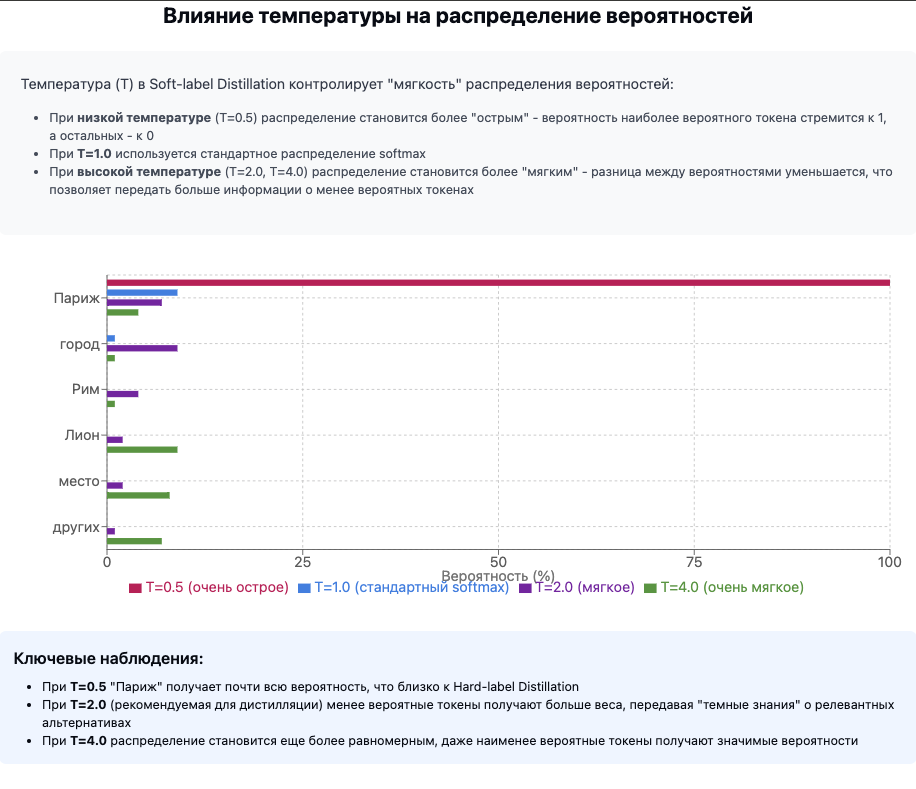 Влияние температуры на распределение вероятностей
Температура (T) в Soft-label Distillation контролирует "мягкость" распределения вероятностей:
• При низкой температуре (T=0.5) распределение становится более "острым" - вероятность наиболее вероятного токена стремится к 1,
а остальных - к 0
• При T=1.0 используется стандартное распределение softmax
• При высокой температуре (T=2.0, T=4.0) распределение становится более "мягким" - разница между вероятностями уменьшается, что
позволяет передать больше информации о менее вероятных токенах
Париж
город
Рим
Лион
место
других
0 25 50 75 100
Вероятность (%)
T=0.5 (очень острое) T=1.0 (стандартный softmax) T=2.0 (мягкое) T=4.0 (очень мягкое)
Ключевые наблюдения:
• При T=0.5 "Париж" получает почти всю вероятность, что близко к Hard-label Distillation
• При T=2.0 (рекомендуемая для дистилляции) менее вероятные токены получают больше веса, передавая "темные знания" о релевантных
альтернативах
• При T=4.0 распределение становится еще более равномерным, даже наименее вероятные токены получают значимые вероятности